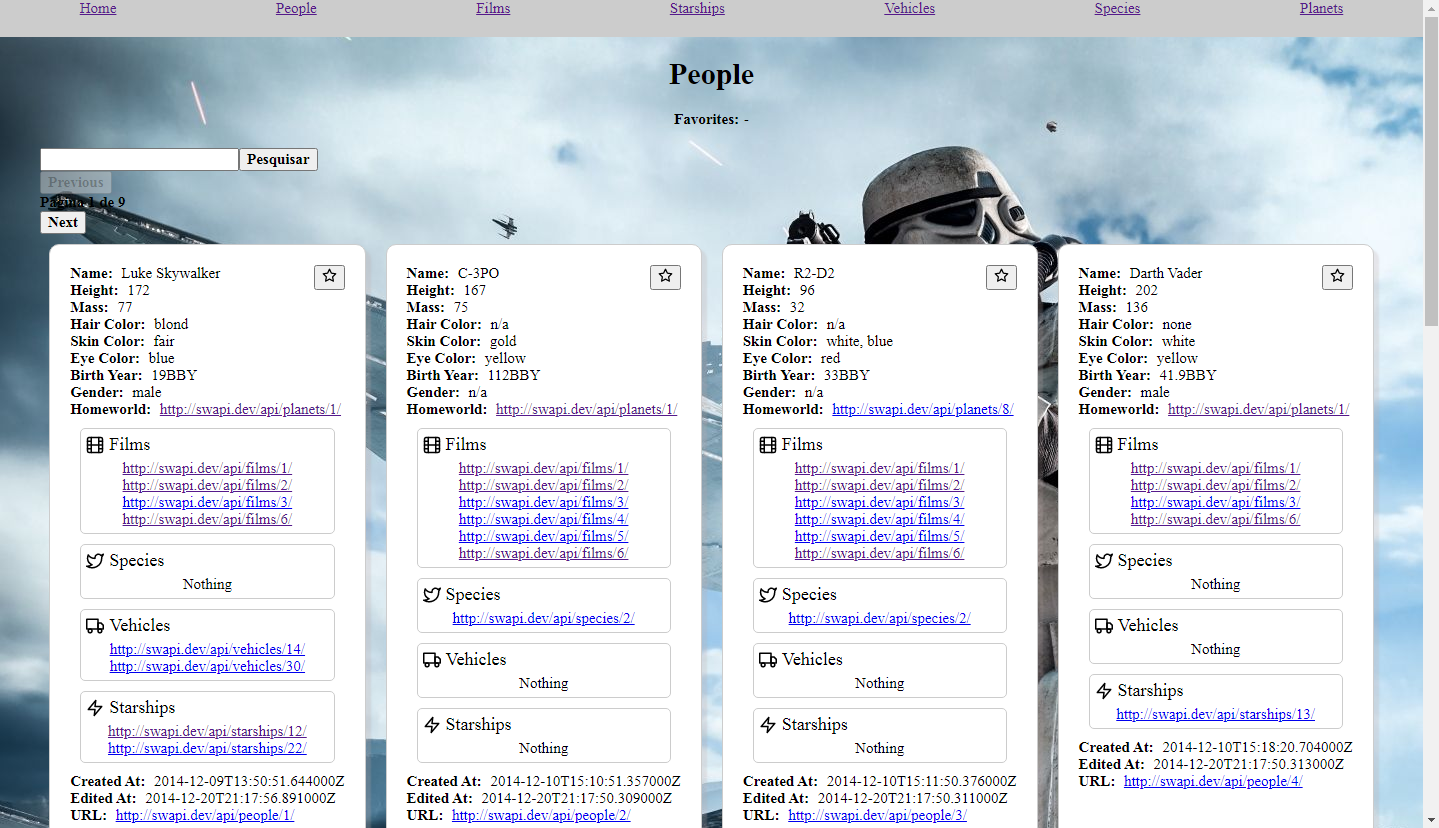 Home People Films Starships Vehicles Species Planets
People
Favorites: -
Pesquisar
Previous
Página 1 de 9
Next
Name: Luke Skywalker
Height: 172
Mass: 77
Hair Color: blond
Skin Color: fair
Eye Color: blue
Birth Year: 19BBY
Gender: male
Homeworld: http://swapi.dev/api/planets/1/
Films
http://swapi.dev/api/films/1/
http://swapi.dev/api/films/2/
http://swapi.dev/api/films/3/
http://swapi.dev/api/films/6/
Species
Nothing
Vehicles
http://swapi.dev/api/vehicles/14/
http://swapi.dev/api/vehicles/30/
Starships
http://swapi.dev/api/starships/12/
http://swapi.dev/api/starships/22/
Created At: 2014-12-09T13:50:51.644000Z
Edited At: 2014-12-20T21:17:56.891000Z
URL: http://swapi.dev/api/people/1/
Name: C-3PO
Height: 167
Mass: 75
Hair Color: n/a
Skin Color: gold
Eye Color: yellow
Birth Year: 112BBY
Gender: n/a
Homeworld: http://swapi.dev/api/planets/1/
Films
http://swapi.dev/api/films/1/
http://swapi.dev/api/films/2/
http://swapi.dev/api/films/3/
http://swapi.dev/api/films/4/
http://swapi.dev/api/films/5/
http://swapi.dev/api/films/6/
Species
http://swapi.dev/api/species/2/
Vehicles
Nothing
Starships
Nothing
Created At: 2014-12-10T15:10:51.357000Z
Edited At: 2014-12-20T21:17:50.309000Z
URL: http://swapi.dev/api/people/2/
Name: R2-D2
Height: 96
Mass: 32
Hair Color: n/a
Skin Color: white, blue
Eye Color: red
Birth Year: 33BBY
Gender: n/a
Homeworld: http://swapi.dev/api/planets/8/
Films
http://swapi.dev/api/films/1/
http://swapi.dev/api/films/2/
http://swapi.dev/api/films/3/
http://swapi.dev/api/films/4/
http://swapi.dev/api/films/5/
http://swapi.dev/api/films/6/
Species
http://swapi.dev/api/species/2/
Vehicles
Nothing
Starships
Nothing
Created At: 2014-12-10T15:11:50.376000Z
Edited At: 2014-12-20T21:17:50.311000Z
URL: http://swapi.dev/api/people/3/
Name: Darth Vader
Height: 202
Mass: 136
Hair Color: none
Skin Color: white
Eye Color: yellow
Birth Year: 41.9BBY
Gender: male
Homeworld: http://swapi.dev/api/planets/1/
Films
http://swapi.dev/api/films/1/
http://swapi.dev/api/films/2/
http://swapi.dev/api/films/3/
http://swapi.dev/api/films/6/
Species
Nothing
Vehicles
Nothing
Starships
http://swapi.dev/api/starships/13/
Created At: 2014-12-10T15:18:20.704000Z
Edited At: 2014-12-20T21:17:50.313000Z
URL: http://swapi.dev/api/people/4/